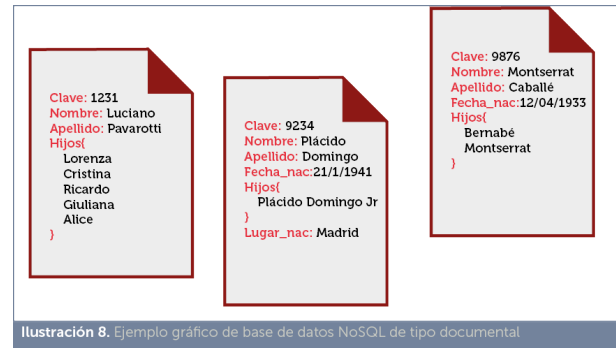 Clave: 1231
Nombre: Luciano
Apellido: Pavarotti
Hijos{
Lorenza
Cristina
Ricardo
Giuliana
Alice
}
Clave: 9234
Nombre: Plácido
Apellido: Domingo
Fecha_nac:21/1/1941
Hijos{
Plácido Domingo Jr
}
Lugar_nac: Madrid
Clave: 9876
Nombre: Montserrat
Apellido: Caballé
Fecha_nac:12/04/1933
Hijos{
Bernabé
Montserrat
}
Ilustración 8. Ejemplo gráfico de base de datos NoSQL de tipo documental